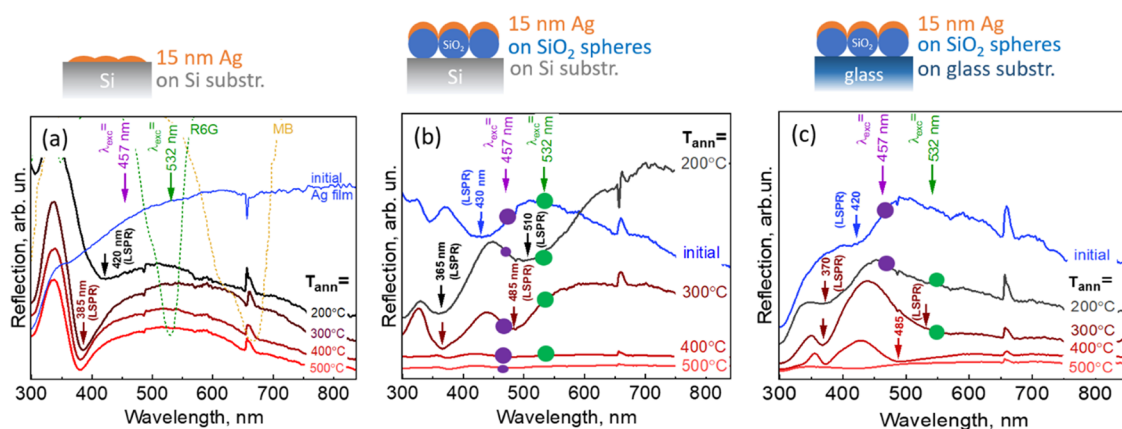 15 nm Ag
Si
on Si substr.
15 nm Ag
SiO2
on SiO2 spheres
Si
on Si substr.
15 nm Ag
SiO2
on SiO2 spheres
glass
on glass substr.
(a)
λexc=
457 nm
λexc=
532 nm
R6G
MB
initial
Ag film
420 nm
(LSPR)
385 nm
(LSPR)
Tann=
200°C
300°C
400°C
500°C
Reflection, arb. un.
300 400 500 600 700 800
Wavelength, nm
(b)
λexc=
457 nm
λexc=
532 nm
Tann=
200°C
(LSPR)
430 nm
510
(LSPR)
365 nm
(LSPR)
485 nm
(LSPR)
initial
300°C
400°C
500°C
Reflection, arb. un.
300 400 500 600 700 800
Wavelength, nm
(c)
λexc=
457 nm
λexc=
532 nm
(LSPR)
420
initial
370
(LSPR)
(LSPR)
485
Tann=
200°C
300°C
400°C
500°C
Reflection, arb. un.
300 400 500 600 700 800
Wavelength, nm